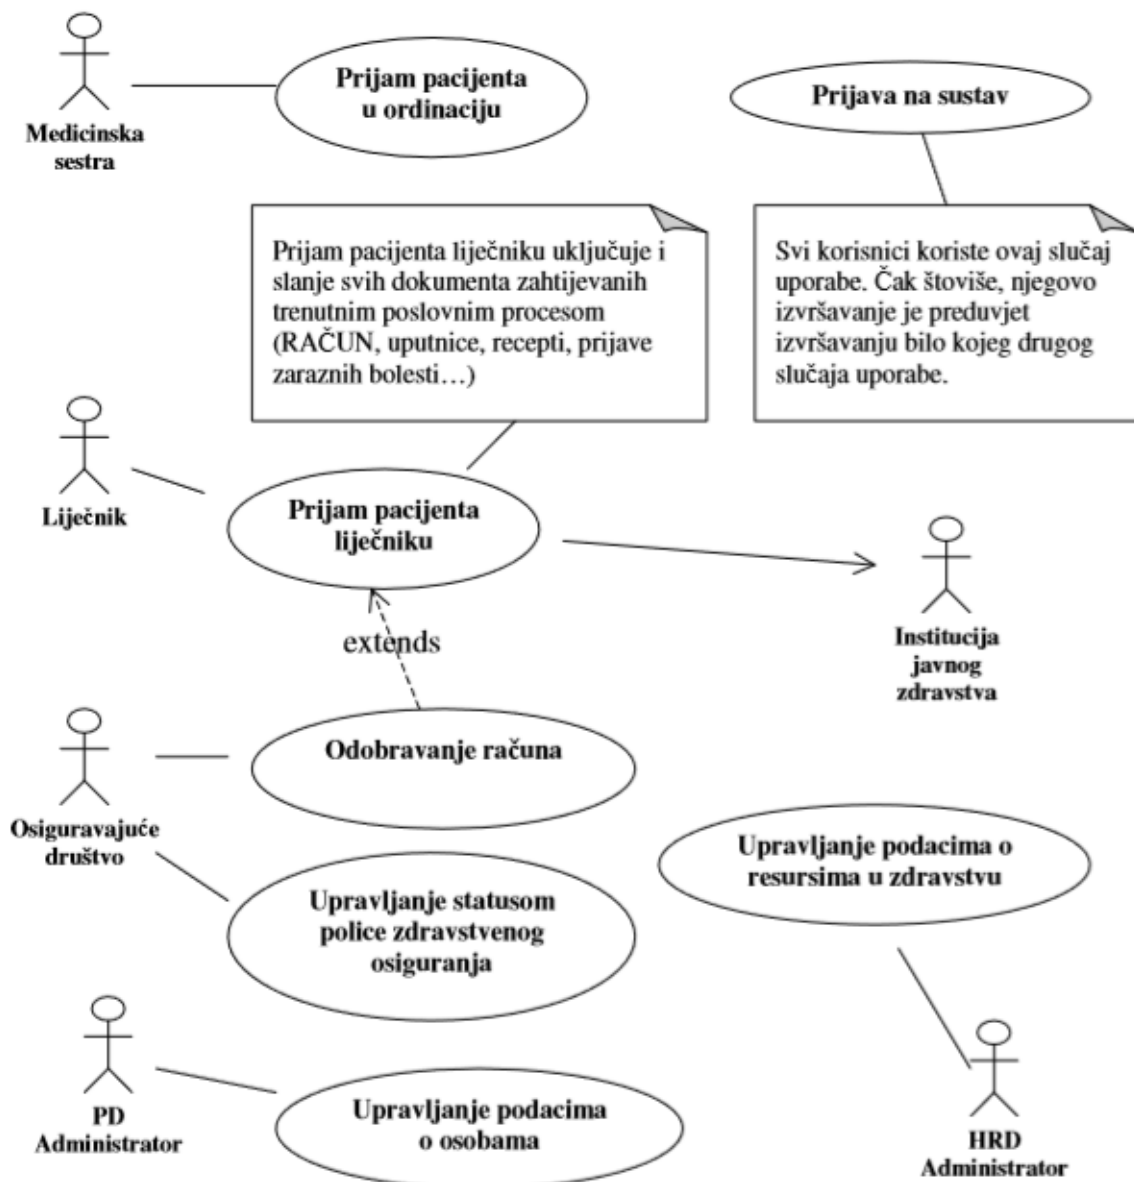 Medicinska
sestra
Prijam pacijenta
u ordinaciju
Prijava na sustav
Prijam pacijenta liječniku uključuje i
slanje svih dokumenta zahtijevanih
trenutnim poslovnim procesom
(RAČUN, uputnice, recepti, prijave
zaraznih bolesti…)
Svi korisnici koriste ovaj slučaj
uporabe. Čak štoviše, njegovo
izvršavanje je preduvjet
izvršavanju bilo kojeg drugog
slučaja uporabe.
Liječnik
Prijam pacijenta
liječniku
Institucija
javnog
zdravstva
extends
Osiguravajuće
društvo
Odobravanje računa
Upravljanje statusom
police zdravstvenog
osiguranja
Upravljanje podacima o
resursima u zdravstvu
PD
Administrator
Upravljanje podacima
o osobama
HRD
Administrator